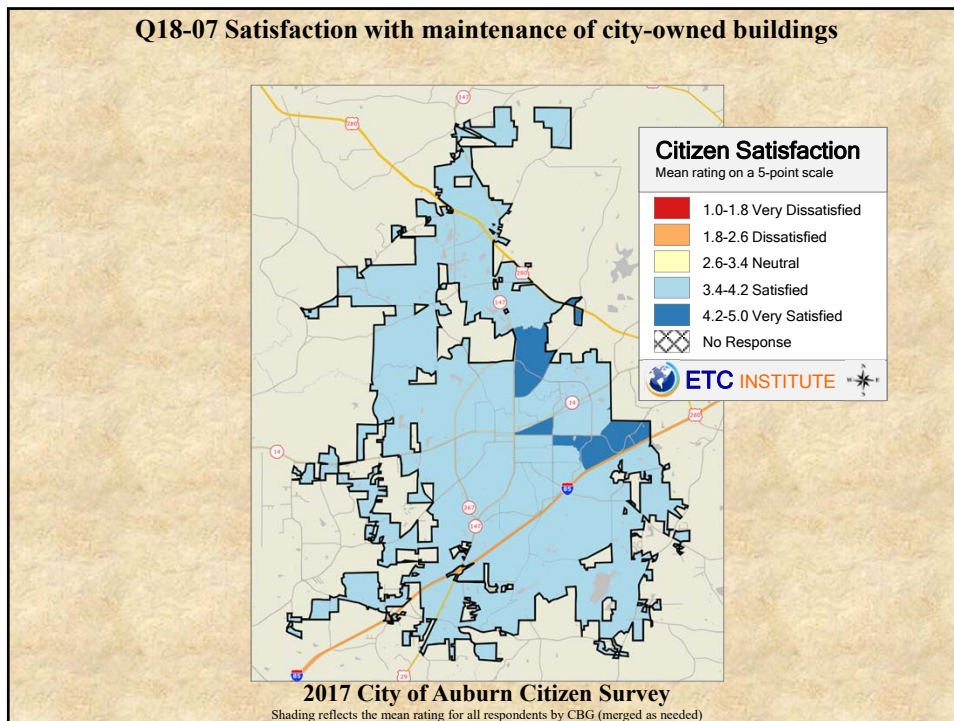 Q18-07 Satisfaction with maintenance of city-owned buildings
147
280
280
147
14
280
14
85
267
147
85
29
Citizen Satisfaction
Mean rating on a 5-point scale
1.0-1.8 Very Dissatisfied
1.8-2.6 Dissatisfied
2.6-3.4 Neutral
3.4-4.2 Satisfied
4.2-5.0 Very Satisfied
No Response
ETC INSTITUTE
N
W E
S
2017 City of Auburn Citizen Survey
Shading reflects the mean rating for all respondents by CBG (merged as needed)